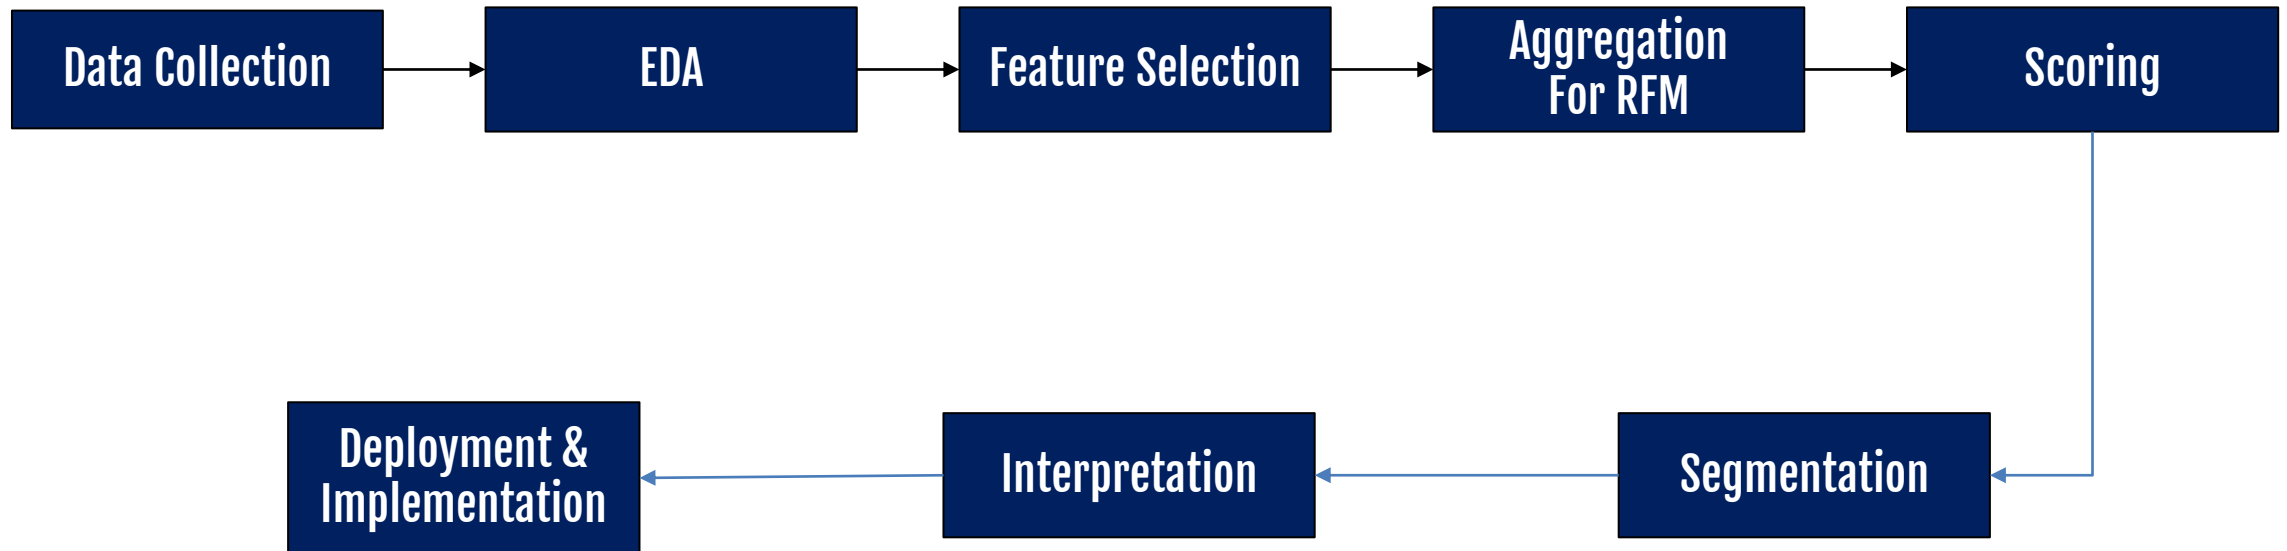 Data Collection
EDA
Feature Selection
Aggregation
For RFM
Scoring
Deployment &
Implementation
Interpretation
Segmentation